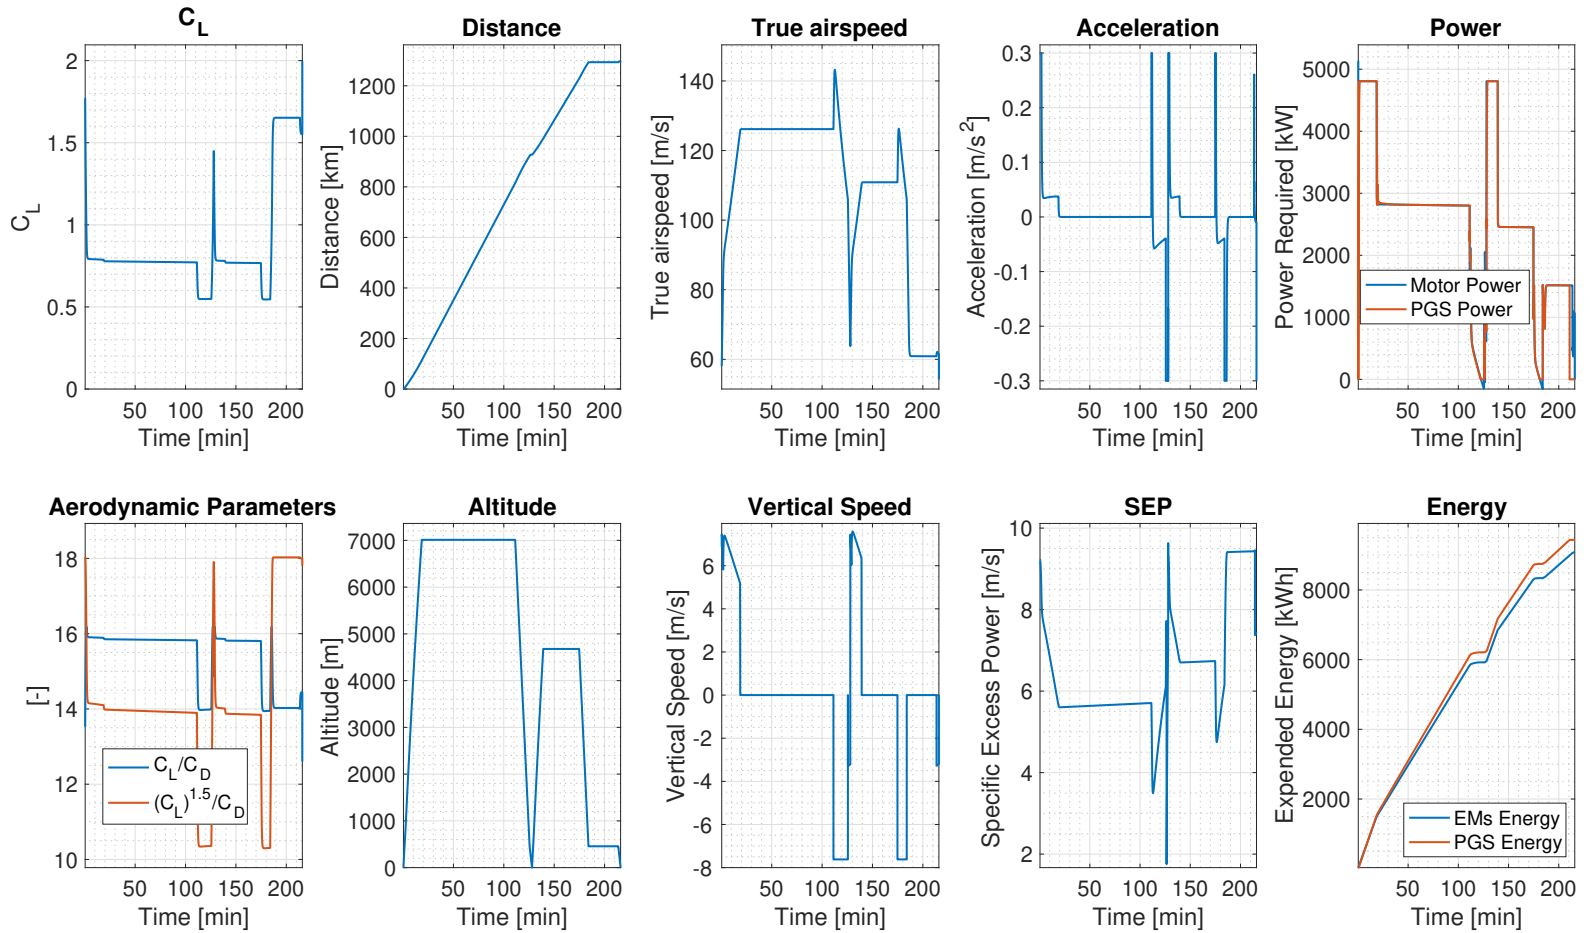 C_L
2
1.5
1
0.5
0
C_L
50 100 150 200
Time [min]
Distance
1200
1000
800
600
400
200
0
Distance [km]
50 100 150 200
Time [min]
True airspeed
140
120
100
80
60
True airspeed [m/s]
50 100 150 200
Time [min]
Acceleration
0.3
0.2
0.1
0
-0.1
-0.2
-0.3
Acceleration [m/s^2]
50 100 150 200
Time [min]
Power
5000
4000
3000
2000
1000
0
Power Required [kW]
Motor Power
PGS Power
50 100 150 200
Time [min]
Aerodynamic Parameters
18
16
14
12
10
[-]
C_L/C_D
(C_L)^1.5/C_D
50 100 150 200
Time [min]
Altitude
7000
6000
5000
4000
3000
2000
1000
0
Altitude [m]
50 100 150 200
Time [min]
Vertical Speed
6
4
2
0
-2
-4
-6
-8
Vertical Speed [m/s]
50 100 150 200
Time [min]
SEP
10
8
6
4
2
Specific Excess Power [m/s]
50 100 150 200
Time [min]
Energy
8000
6000
4000
2000
Expended Energy [kWh]
EMs Energy
PGS Energy
50 100 150 200
Time [min]